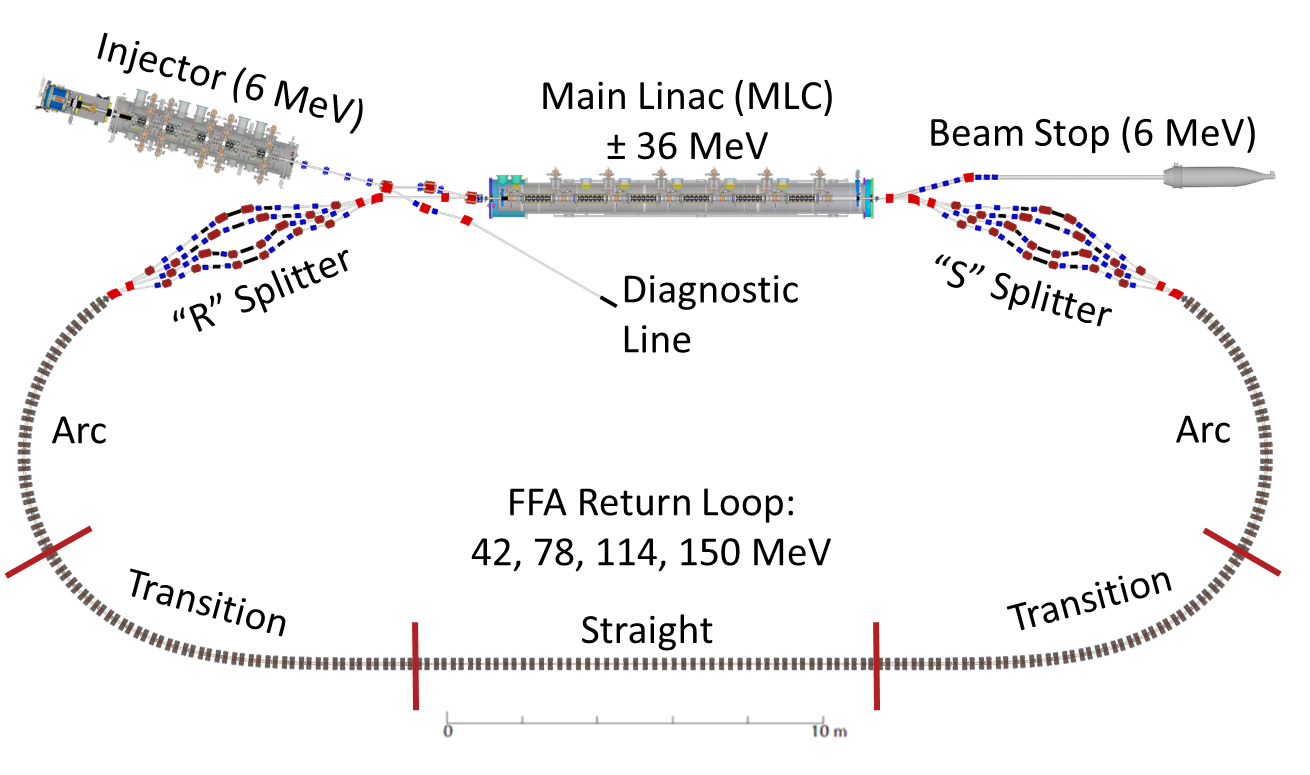 Injector (6 MeV)
Main Linac (MLC)
± 36 MeV
Beam Stop (6 MeV)
“R” Splitter
“S” Splitter
Diagnostic
Line
Arc
Arc
FFA Return Loop:
42, 78, 114, 150 MeV
Transition
Straight
Transition
0
10 m